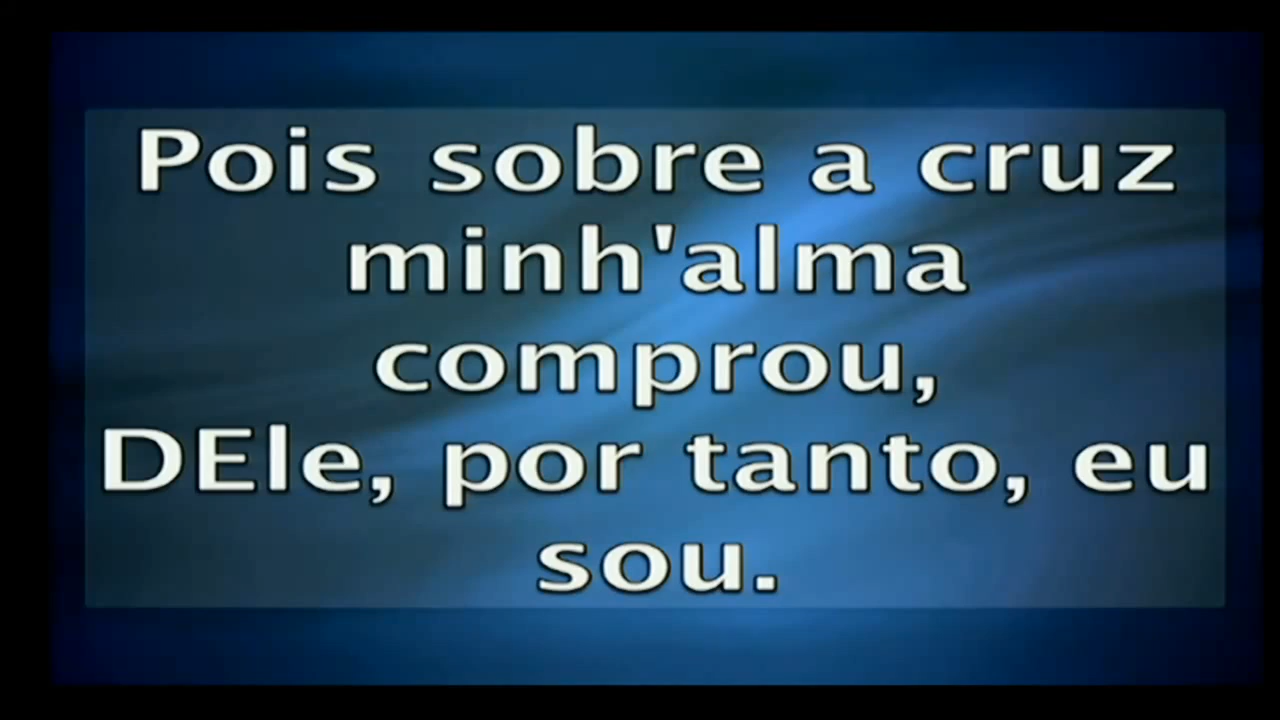 Pois sobre a cruz
minh'alma
comprou,
DEle, por tanto, eu
sou.